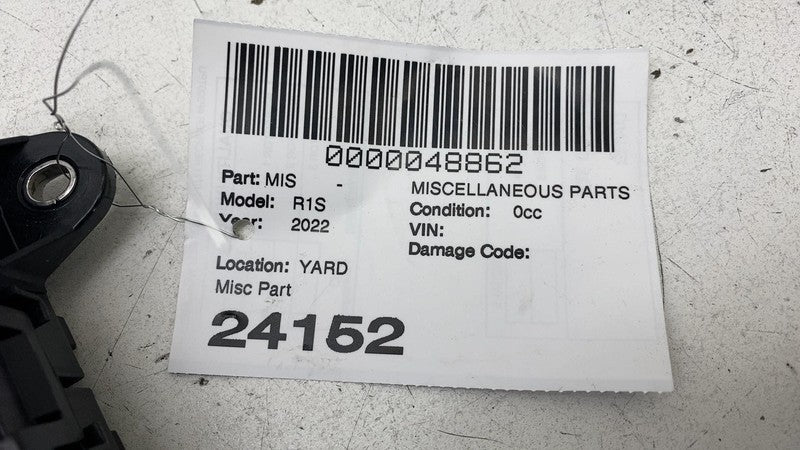 0000048862
Part: MIS - MISCELLANEOUS PARTS
Model: R1S Condition: 0cc
Year: 2022 VIN:
Damage Code:
Location: YARD
Misc Part
24152